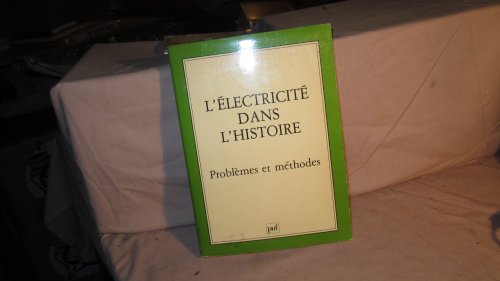 L'ÉLECTRICITÉ
DANS
L'HISTOIRE
Problèmes et méthodes
puf